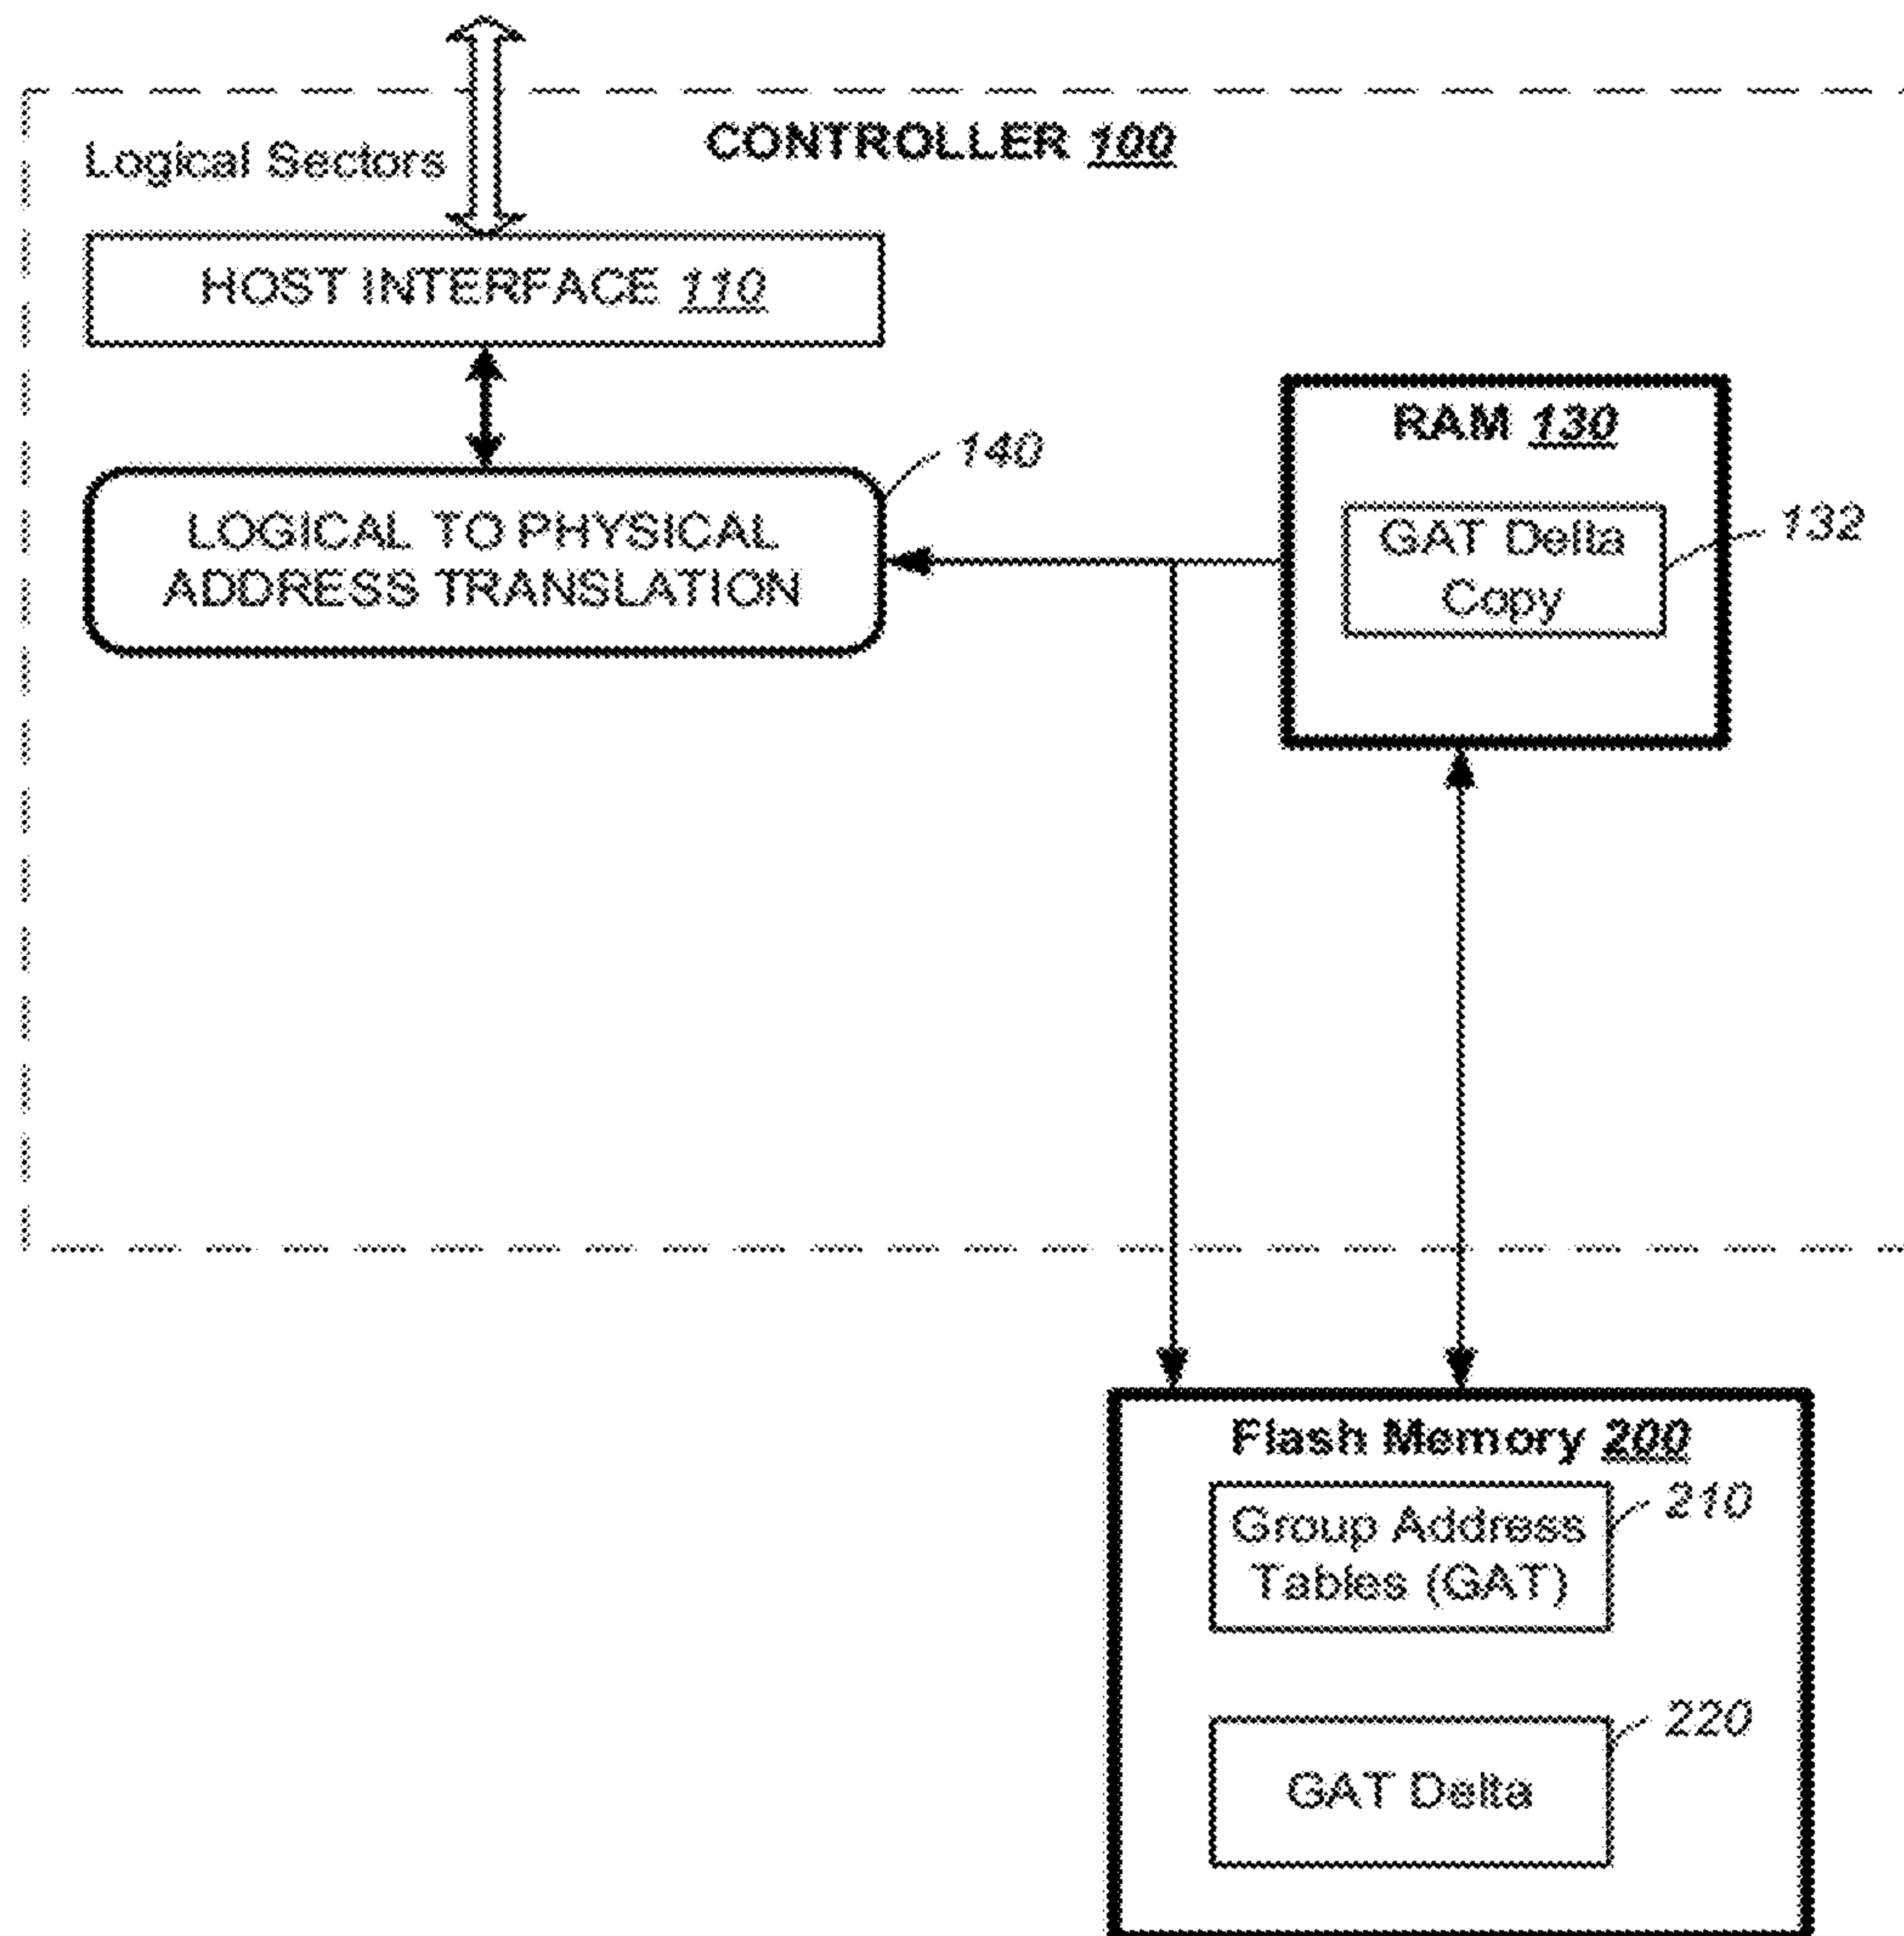 Logical Sectors
CONTROLLER 100
HOST INTERFACE 110
LOGICAL TO PHYSICAL
ADDRESS TRANSLATION
140
RAM 130
GAT Delta
Copy
132
Flash Memory 200
Group Address
Tables (GAT)
210
GAT Delta
220